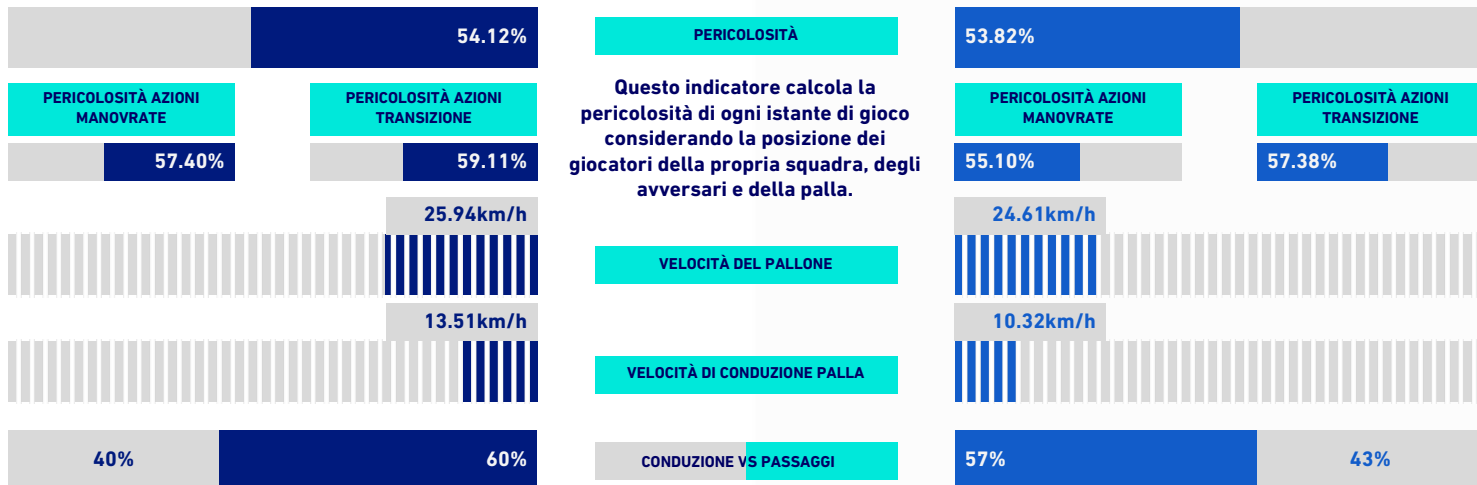 54.12%
PERICOLOSITÀ
53.82%
PERICOLOSITÀ AZIONI
MANOVRATE
PERICOLOSITÀ AZIONI
TRANSIZIONE
57.40%
59.11%
Questo indicatore calcola la
pericolosità di ogni istante di gioco
considerando la posizione dei
giocatori della propria squadra, degli
avversari e della palla.
PERICOLOSITÀ AZIONI
MANOVRATE
PERICOLOSITÀ AZIONI
TRANSIZIONE
55.10%
57.38%
25.94km/h
VELOCITÀ DEL PALLONE
24.61km/h
13.51km/h
VELOCITÀ DI CONDUZIONE PALLA
10.32km/h
40%
60%
CONDUZIONE VS PASSAGGI
57%
43%